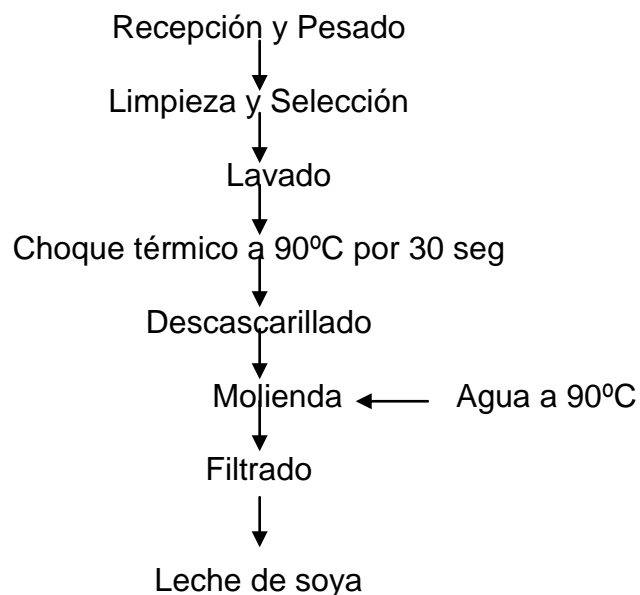 Recepción y Pesado
Limpieza y Selección
Lavado
Choque térmico a 90ºC por 30 seg
Descascarillado
Molienda
Agua a 90ºC
Filtrado
Leche de soya